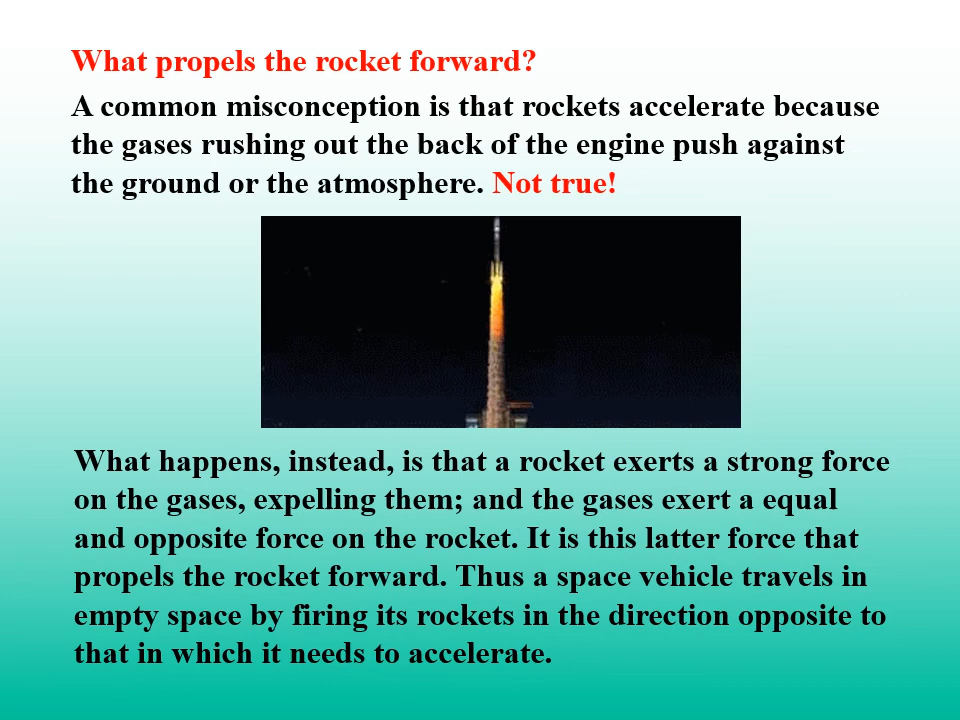 What propels the rocket forward?
A common misconception is that rockets accelerate because
the gases rushing out the back of the engine push against
the ground or the atmosphere. Not true!
What happens, instead, is that a rocket exerts a strong force
on the gases, expelling them; and the gases exert a equal
and opposite force on the rocket. It is this latter force that
propels the rocket forward. Thus a space vehicle travels in
empty space by firing its rockets in the direction opposite to
that in which it needs to accelerate.